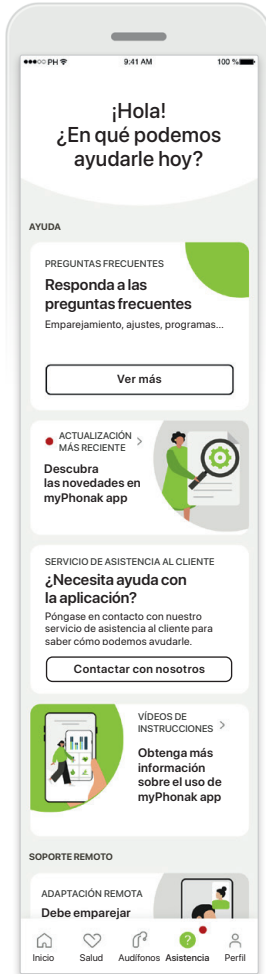 PH
9:41 AM
100 %
¡Hola!
¿En qué podemos
ayudarle hoy?
AYUDA
PREGUNTAS FRECUENTES
Responda a las
preguntas frecuentes
Emparejamiento, ajustes, programas...
Ver más
ACTUALIZACIÓN
MÁS RECIENTE
Descubra
las novedades en
myPhonak app
SERVICIO DE ASISTENCIA AL CLIENTE
¿Necesita ayuda con
la aplicación?
Póngase en contacto con nuestro
servicio de asistencia al cliente para
saber cómo podemos ayudarle.
Contactar con nosotros
VÍDEOS DE
INSTRUCCIONES
Obtenga más
información
sobre el uso de
myPhonak app
SOPORTE REMOTO
ADAPTACIÓN REMOTA
Debe emparejar
Inicio
Salud
Audífonos
?
Asistencia
Perfil